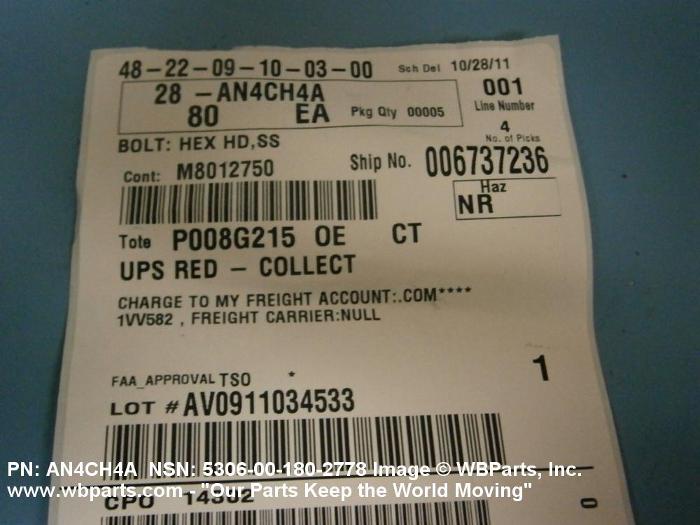 48-22-09-10-03-00 Sch Del 10/28/11
28 -AN4CH4A 001
80 EA Pkg Qty 00005 Line Number
4
No. of Picks
BOLT: HEX HD,SS
Cont: M8012750 Ship No. 006737236
Haz
NR
Tote P008G215 OE CT
UPS RED - COLLECT
CHARGE TO MY FREIGHT ACCOUNT:.COM****
1VV582 , FREIGHT CARRIER:NULL
FAA_APPROVAL TSO * 1
LOT #AV0911034533
PN: AN4CH4A NSN: 5306-00-180-2778 Image © WBParts, Inc.
www.wbparts.com - "Our Parts Keep the World Moving"
CPO 14302 0